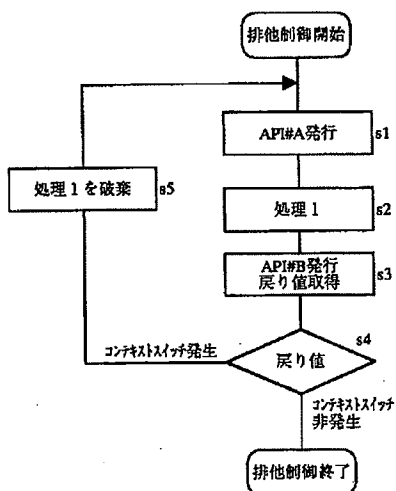 排他制御開始
API#A発行
s1
処理1を破棄
s5
処理1
s2
API#B発行
戻り値取得
s3
s4
コンテキストスイッチ発生
戻り値
コンテキストスイッチ
非発生
排他制御終了